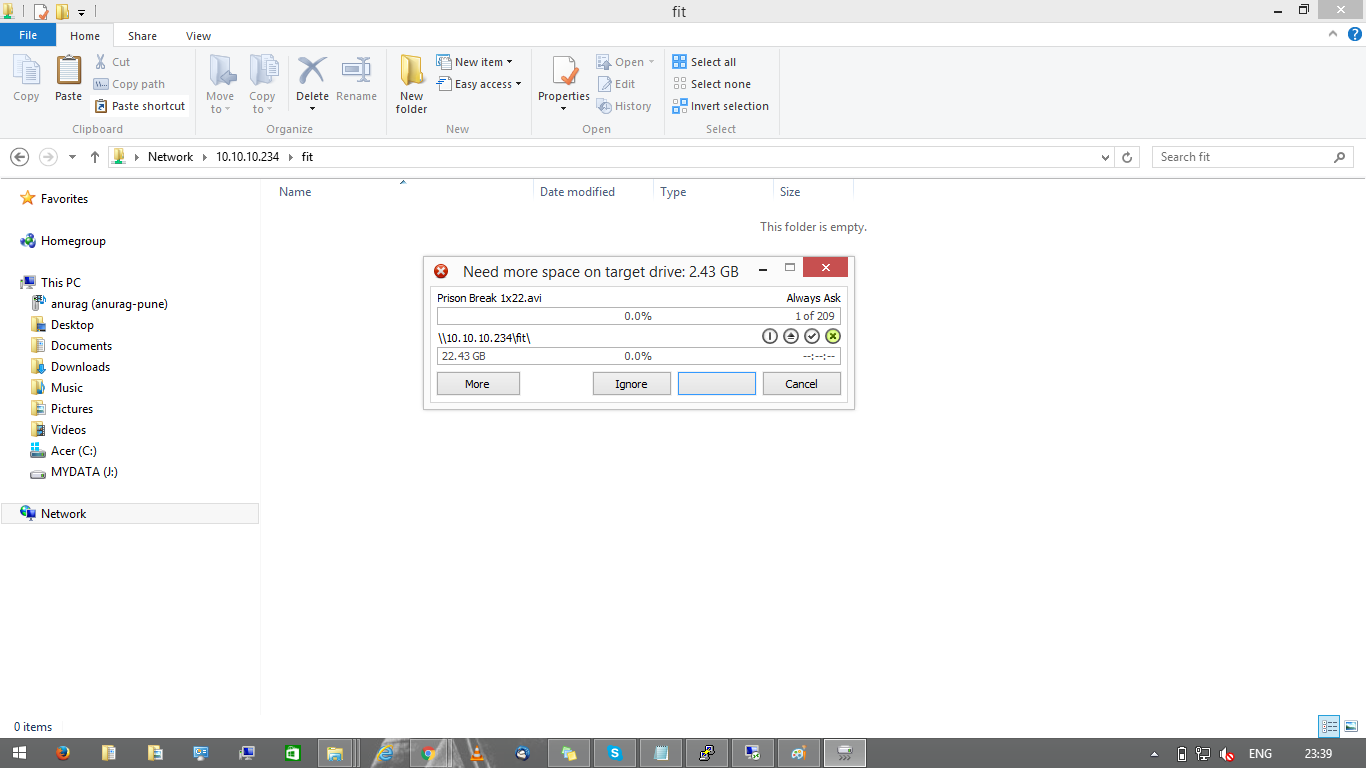 fit
File Home Share View
Copy
Paste
Cut
Copy path
Paste shortcut
Clipboard
Move to
Copy to
Delete
Rename
Organize
New folder
New item
Easy access
New
Properties
Open
Edit
History
Open
Select all
Select none
Invert selection
Select
Network 10.10.10.234 fit
Search fit
Favorites
Homegroup
This PC
anurag (anurag-pune)
Desktop
Documents
Downloads
Music
Pictures
Videos
Acer (C:)
MYDATA (J:)
Network
Name Date modified Type Size
This folder is empty.
Need more space on target drive: 2.43 GB
Prison Break 1x22.avi Always Ask
0.0% 1 of 209
\\10.10.10.234\fit\
22.43 GB 0.0% --:--:--
More Ignore Cancel
0 items
ENG 23:39